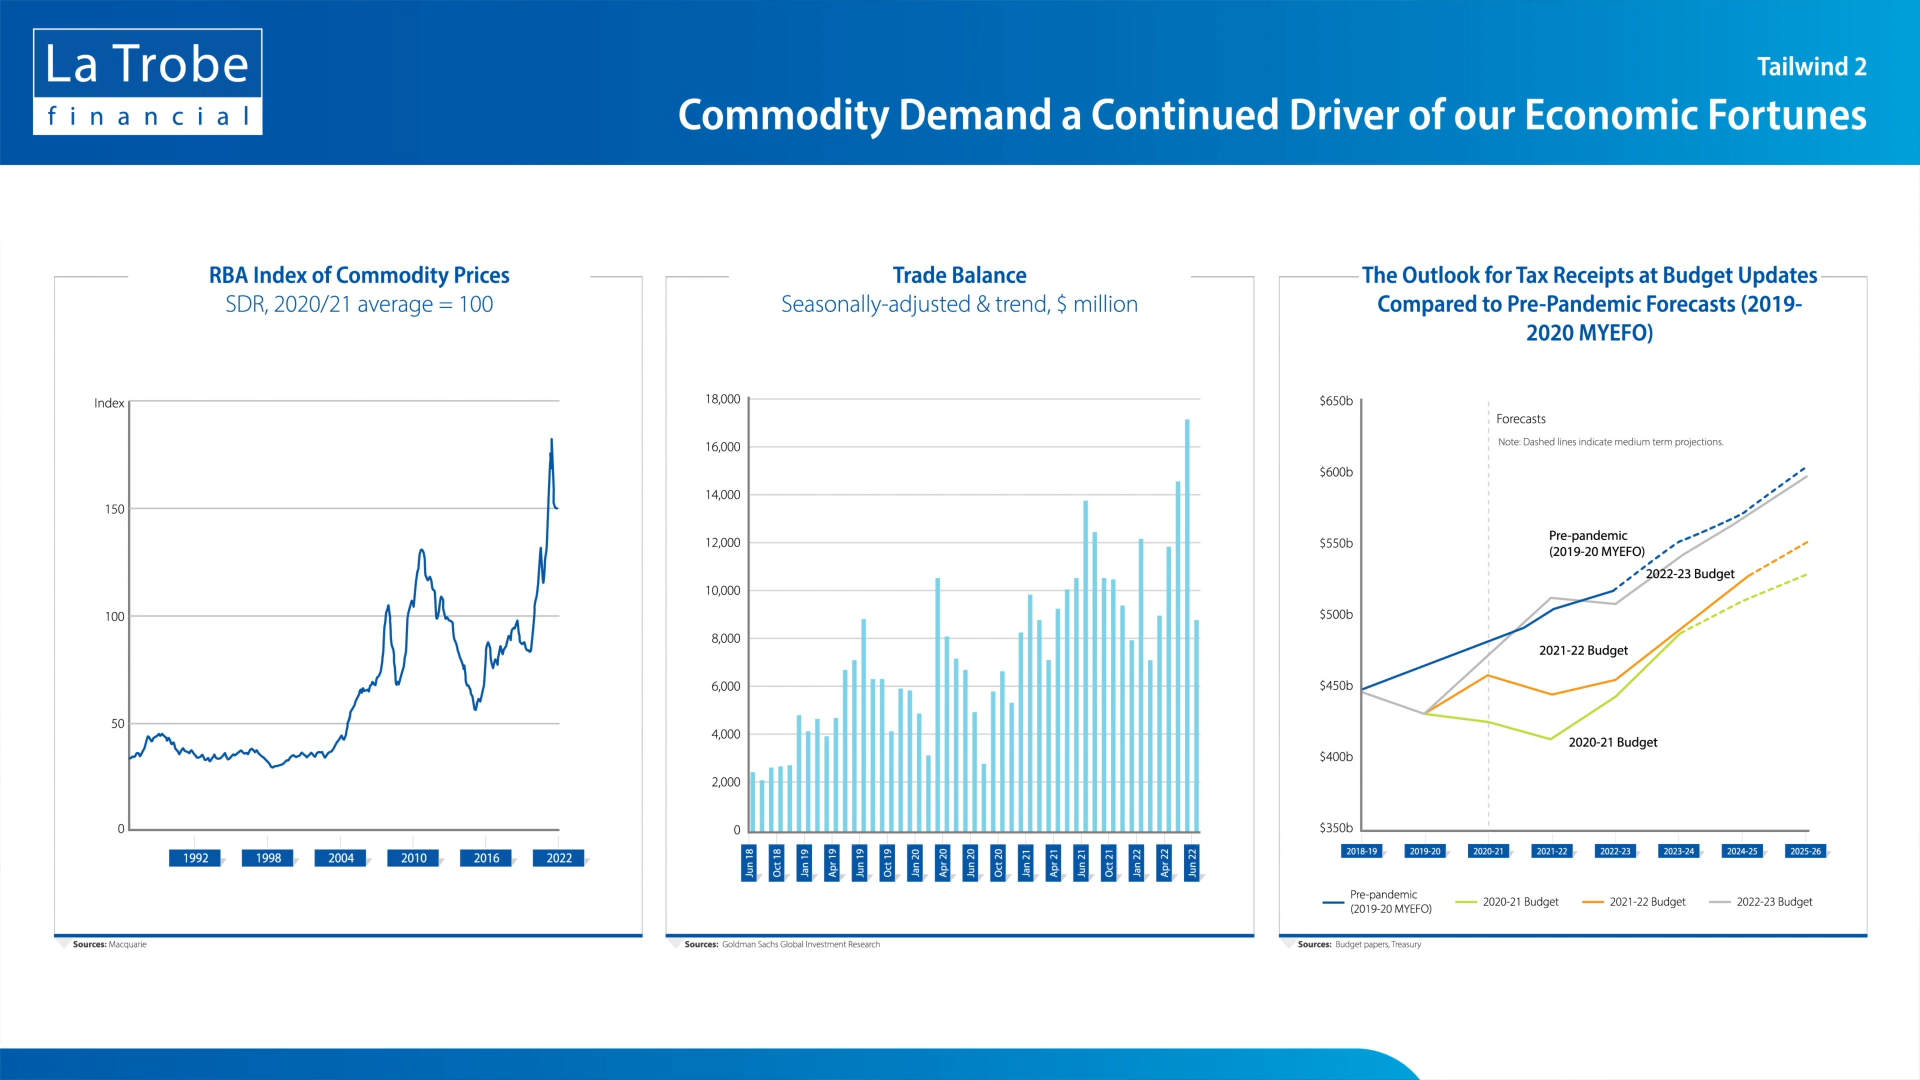 La Trobe
financial
Tailwind 2
Commodity Demand a Continued Driver of our Economic Fortunes
RBA Index of Commodity Prices
SDR, 2020/21 average = 100
Index
150
100
50
0
1992 1998 2004 2010 2016 2022
Sources: Macquarie
Trade Balance
Seasonally-adjusted & trend, $ million
18,000
16,000
14,000
12,000
10,000
8,000
6,000
4,000
2,000
0
Jun 18 Oct 18 Jan 19 Apr 19 Jun 19 Oct 19 Jan 20 Apr 20 Jun 20 Oct 20 Jan 21 Apr 21 Jun 21 Oct 21 Jan 22 Apr 22 Jun 22
Sources: Goldman Sachs Global Investment Research
The Outlook for Tax Receipts at Budget Updates
Compared to Pre-Pandemic Forecasts (2019-
2020 MYEFO)
$650b
Forecasts
Note: Dashed lines indicate medium term projections.
$600b
Pre-pandemic
$550b
(2019-20 MYEFO)
2022-23 Budget
$500b
2021-22 Budget
$450b
2020-21 Budget
$400b
$350b
2018-19 2019-20 2020-21 2021-22 2022-23 2023-24 2024-25 2025-26
Pre-pandemic
(2019-20 MYEFO)
2020-21 Budget
2021-22 Budget
2022-23 Budget
Sources: Budget papers, Treasury